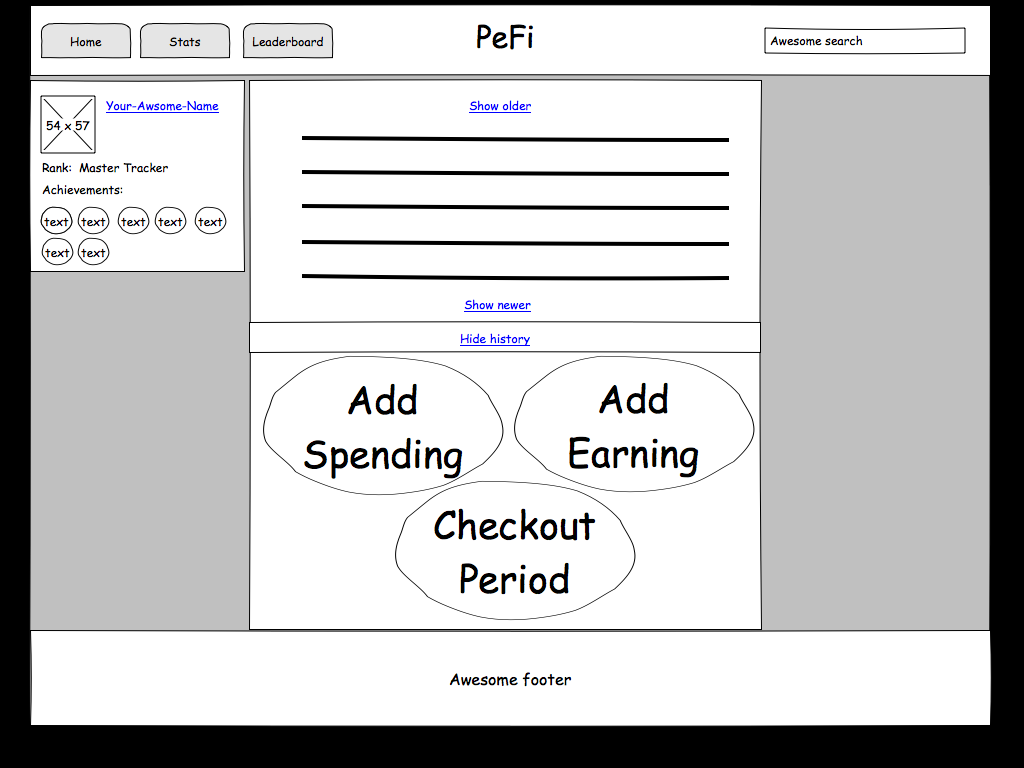 Home Stats Leaderboard PeFi Awesome search
Your-Awsome-Name
54 x 57
Rank: Master Tracker
Achievements:
text text text text text
text text
Show older
Show newer
Hide history
Add
Spending
Add
Earning
Checkout
Period
Awesome footer